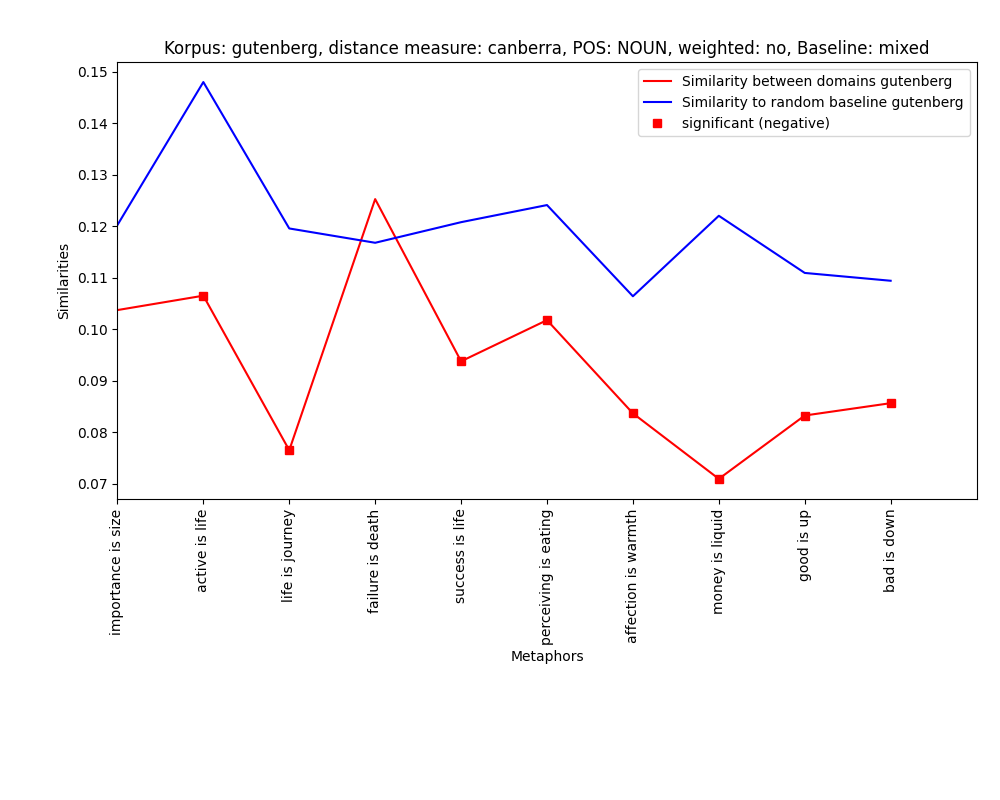 Korpus: gutenberg, distance measure: canberra, POS: NOUN, weighted: no, Baseline: mixed
Similarity between domains gutenberg
Similarity to random baseline gutenberg
significant (negative)
0.15
0.14
0.13
0.12
0.11
0.10
0.09
0.08
0.07
Similarities
importance is size
active is life
life is journey
failure is death
success is life
perceiving is eating
affection is warmth
money is liquid
good is up
bad is down
Metaphors